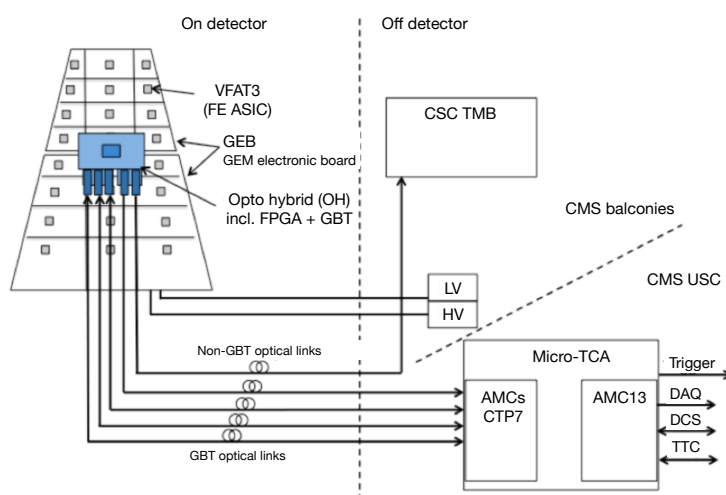 On detector
Off detector
VFAT3
(FE ASIC)
GEB
GEM electronic board
Opto hybrid (OH)
incl. FPGA + GBT
CSC TMB
CMS balconies
CMS USC
LV
HV
Non-GBT optical links
GBT optical links
Micro-TCA
AMCs
CTP7
AMC13
Trigger
DAQ
DCS
TTC